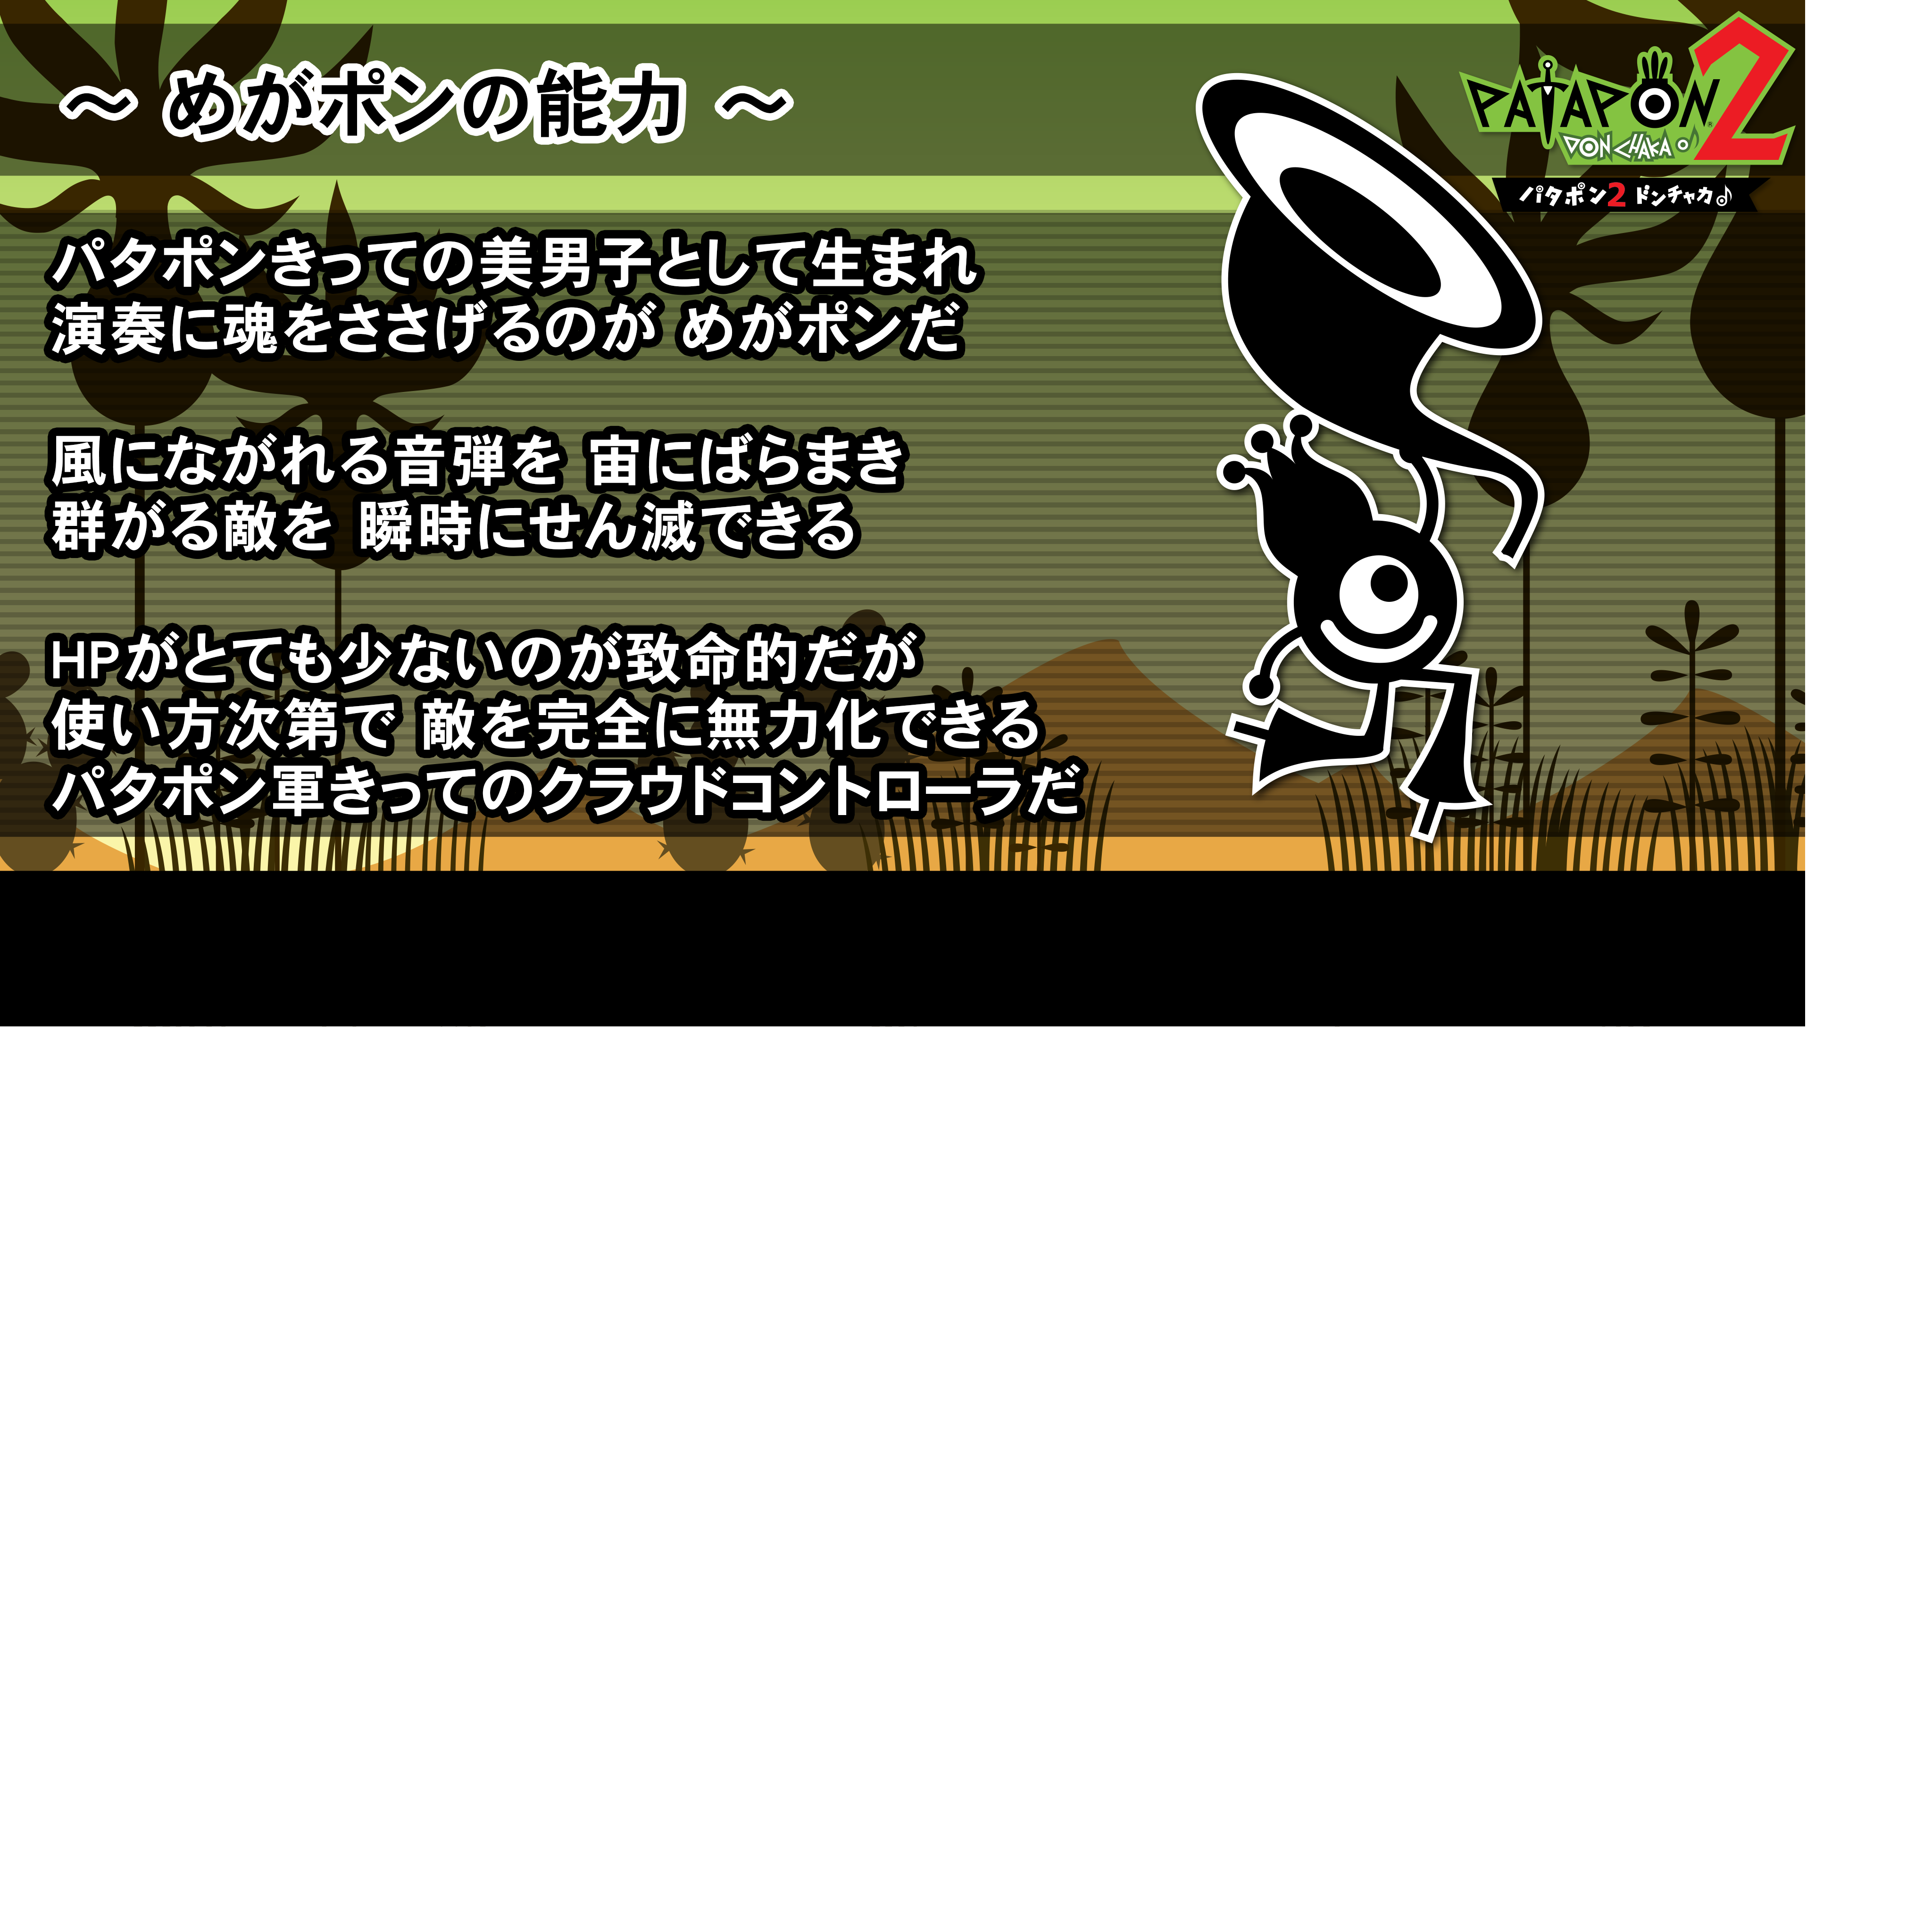 ～ めがポンの能力 ～
PATAPON2
DON-CHAKA♪
パタポン2 ドンチャカ♪
パタポンきっての美男子として生まれ
演奏に魂をささげるのが めがポンだ
風にながれる音弾を 宙にばらまき
群がる敵を 瞬時にせん滅できる
HPがとても少ないのが致命的だが
使い方次第で 敵を完全に無力化できる
パタポン軍きってのクラウドコントローラだ